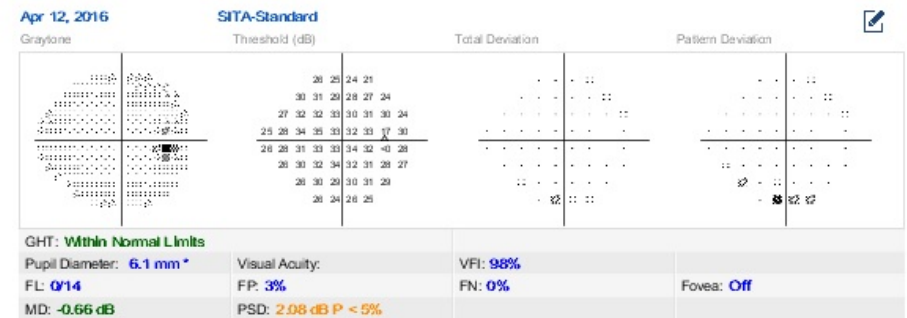 Apr 12, 2016 SITA-Standard
Graytone Threshold (dB) Total Deviation Pattern Deviation
26 25 24 21
30 31 29 28 27 24
27 32 32 33 30 31 30 24
25 28 34 35 33 32 33 17 30
26 28 31 33 33 34 32 <0 28
26 30 32 34 32 31 28 27
26 30 29 30 31 29
26 24 26 25
GHT: Within Normal Limits
Pupil Diameter: 6.1 mm * Visual Acuity: VFI: 98%
FL: 0/14 FP: 3% FN: 0% Fovea: Off
MD: -0.66 dB PSD: 2.08 dB P < 5%